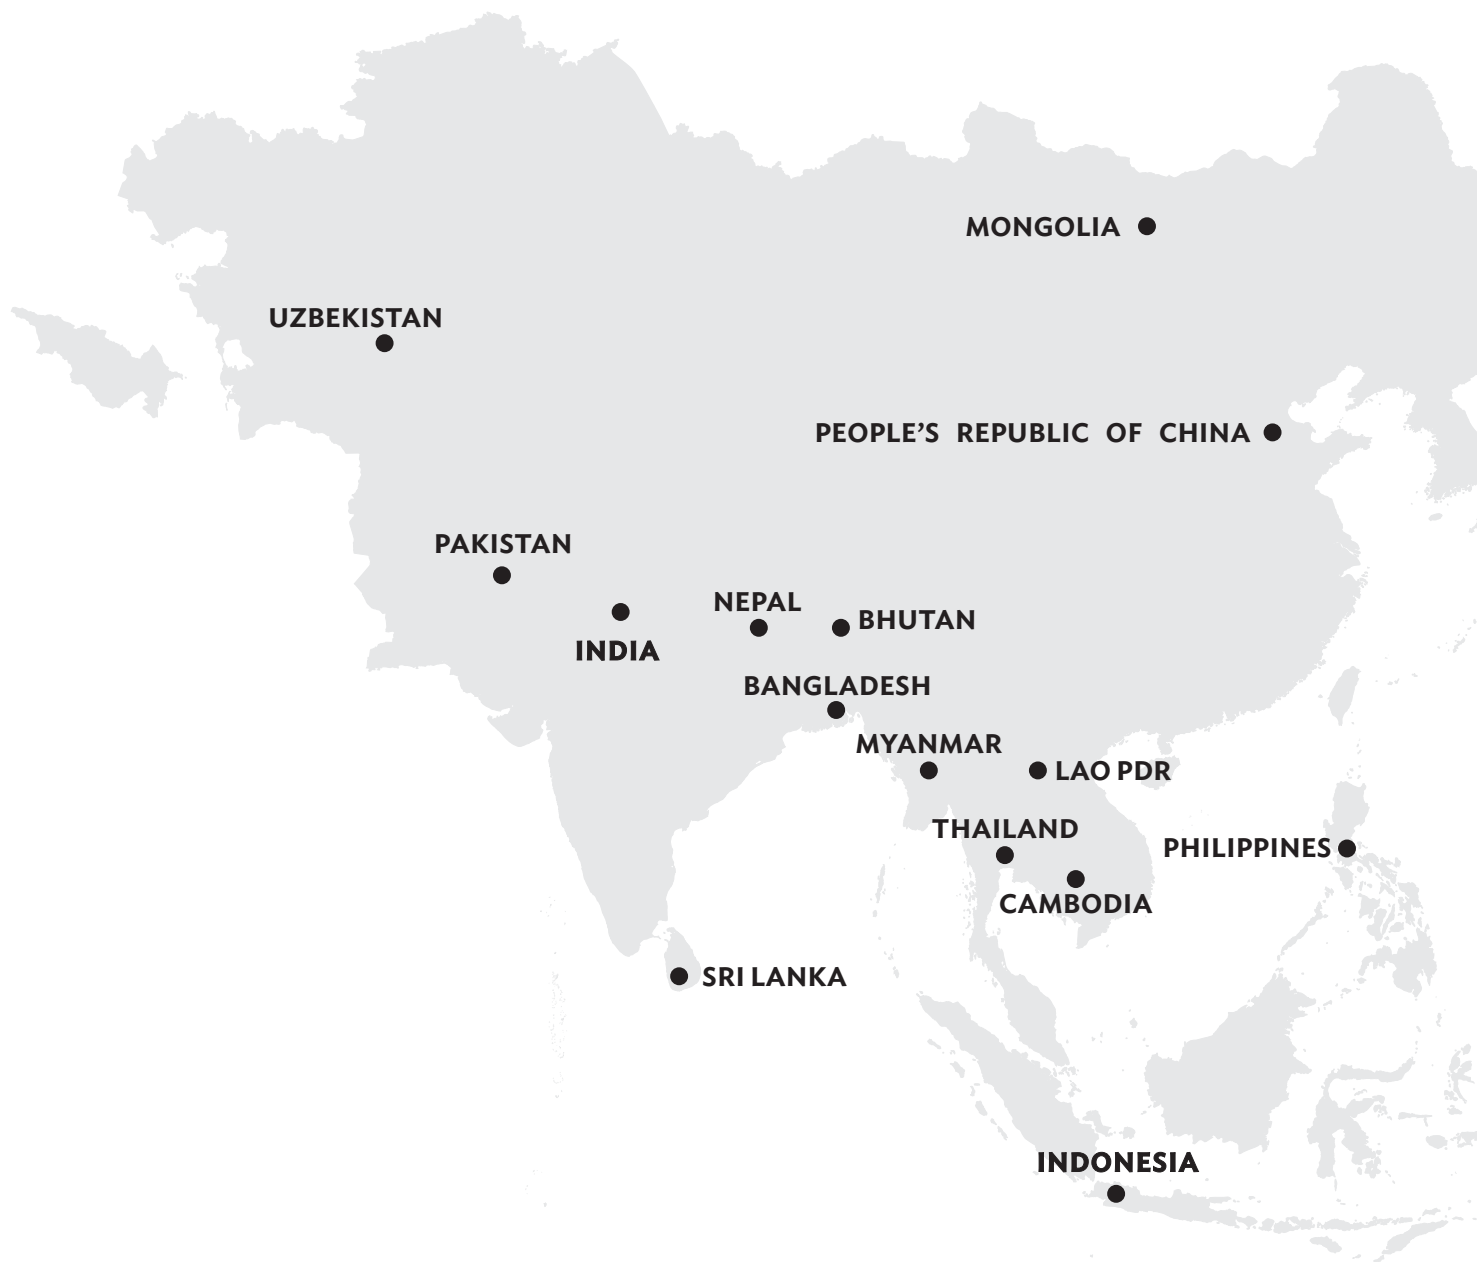 MONGOLIA
UZBEKISTAN
PEOPLE'S REPUBLIC OF CHINA
PAKISTAN
NEPAL
BHUTAN
INDIA
BANGLADESH
MYANMAR
LAO PDR
THAILAND
PHILIPPINES
CAMBODIA
SRI LANKA
INDONESIA